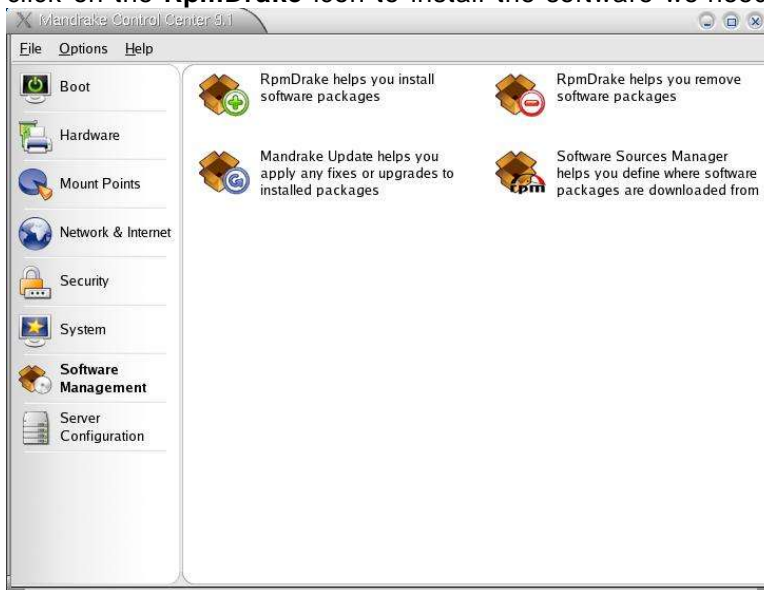 click on the RpmDrake icon to install the software we need
Mandrake Control Center 9.1
File Options Help
Boot
Hardware
Mount Points
Network & Internet
Security
System
Software
Management
Server
Configuration
RpmDrake helps you install
software packages
RpmDrake helps you remove
software packages
Mandrake Update helps you
apply any fixes or upgrades to
installed packages
Software Sources Manager
helps you define where software
packages are downloaded from
rpm